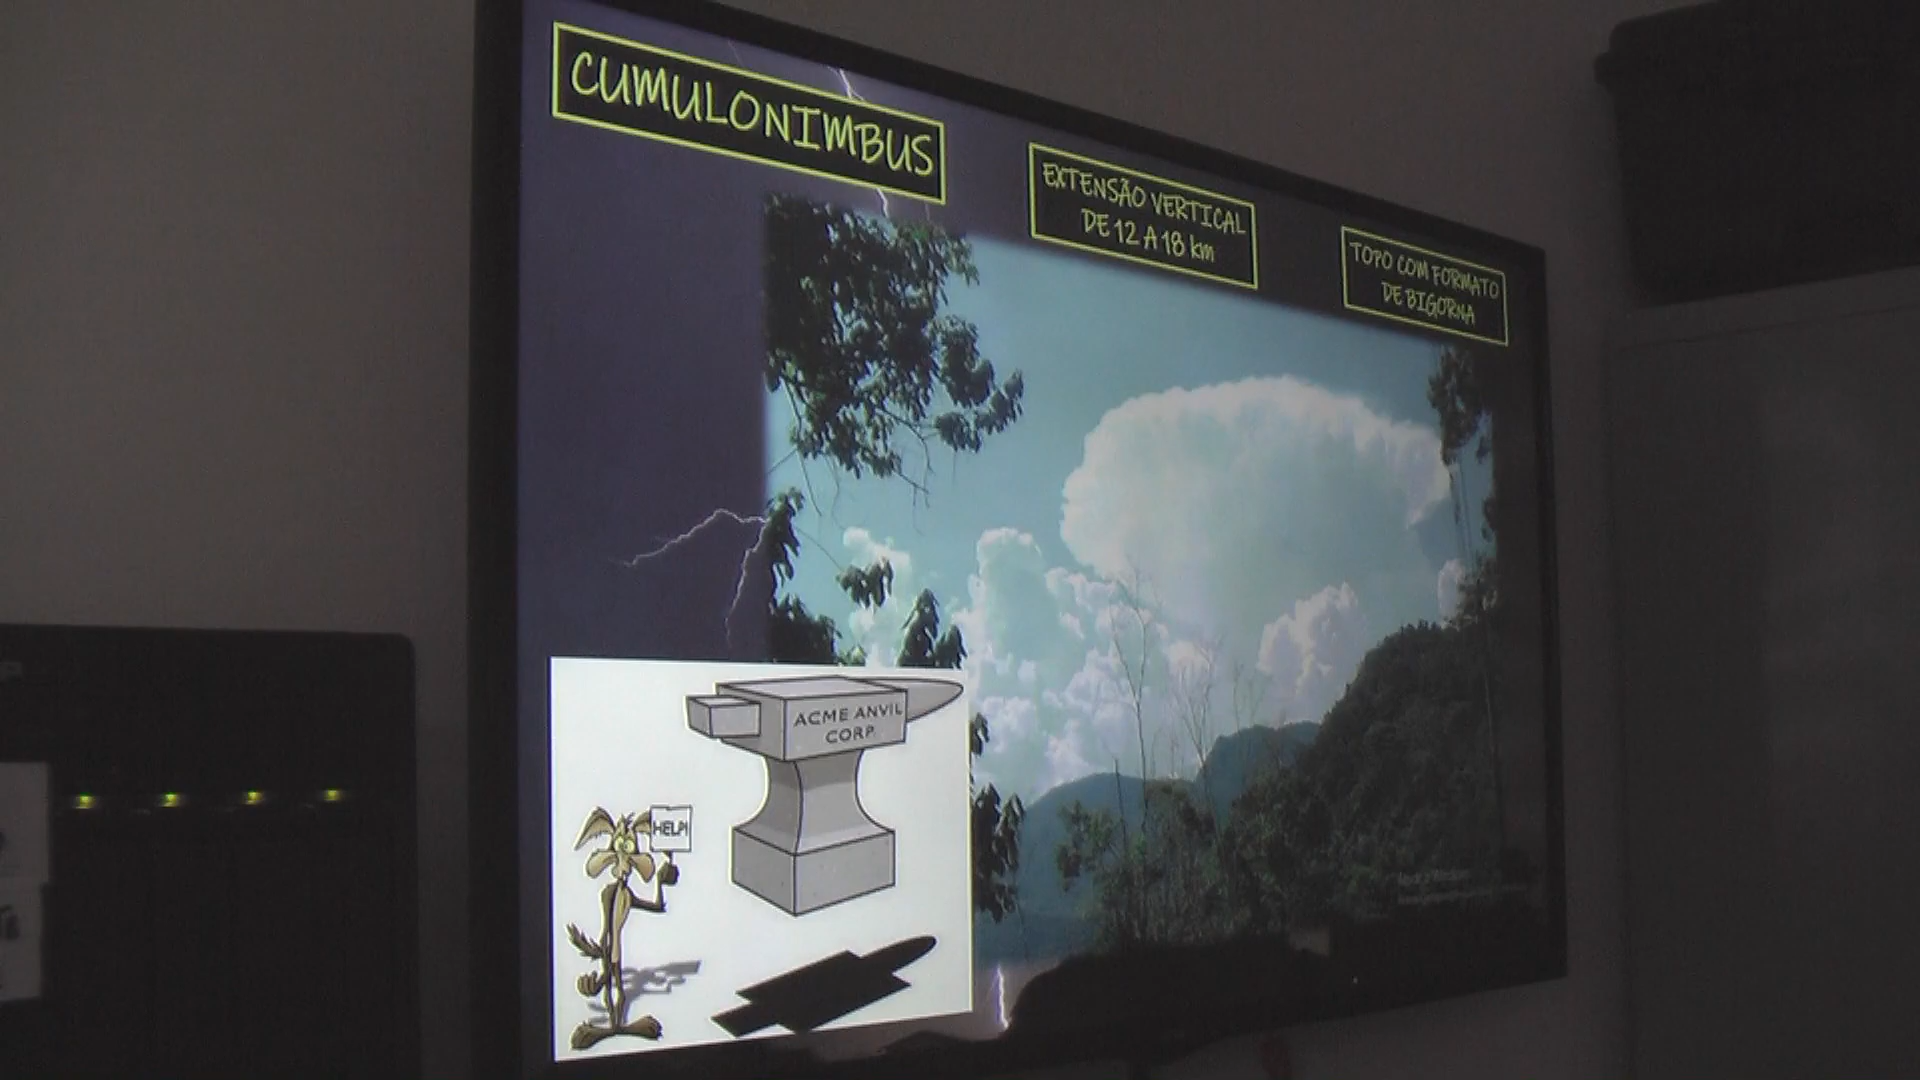 CUMULONIMBUS
EXTENSÃO VERTICAL
DE 12 A 18 km
TOPO COM FORMATO
DE BIGORNA
ACME ANVIL
CORP.
HELP!